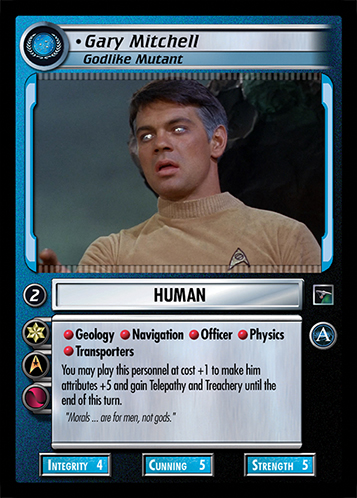 • Gary Mitchell
Godlike Mutant
2
HUMAN
• Geology • Navigation • Officer • Physics
• Transporters
You may play this personnel at cost +1 to make him
attributes +5 and gain Telepathy and Treachery until the
end of this turn.
"Morals ... are for men, not gods."
A
INTEGRITY 4 CUNNING 5 STRENGTH 5